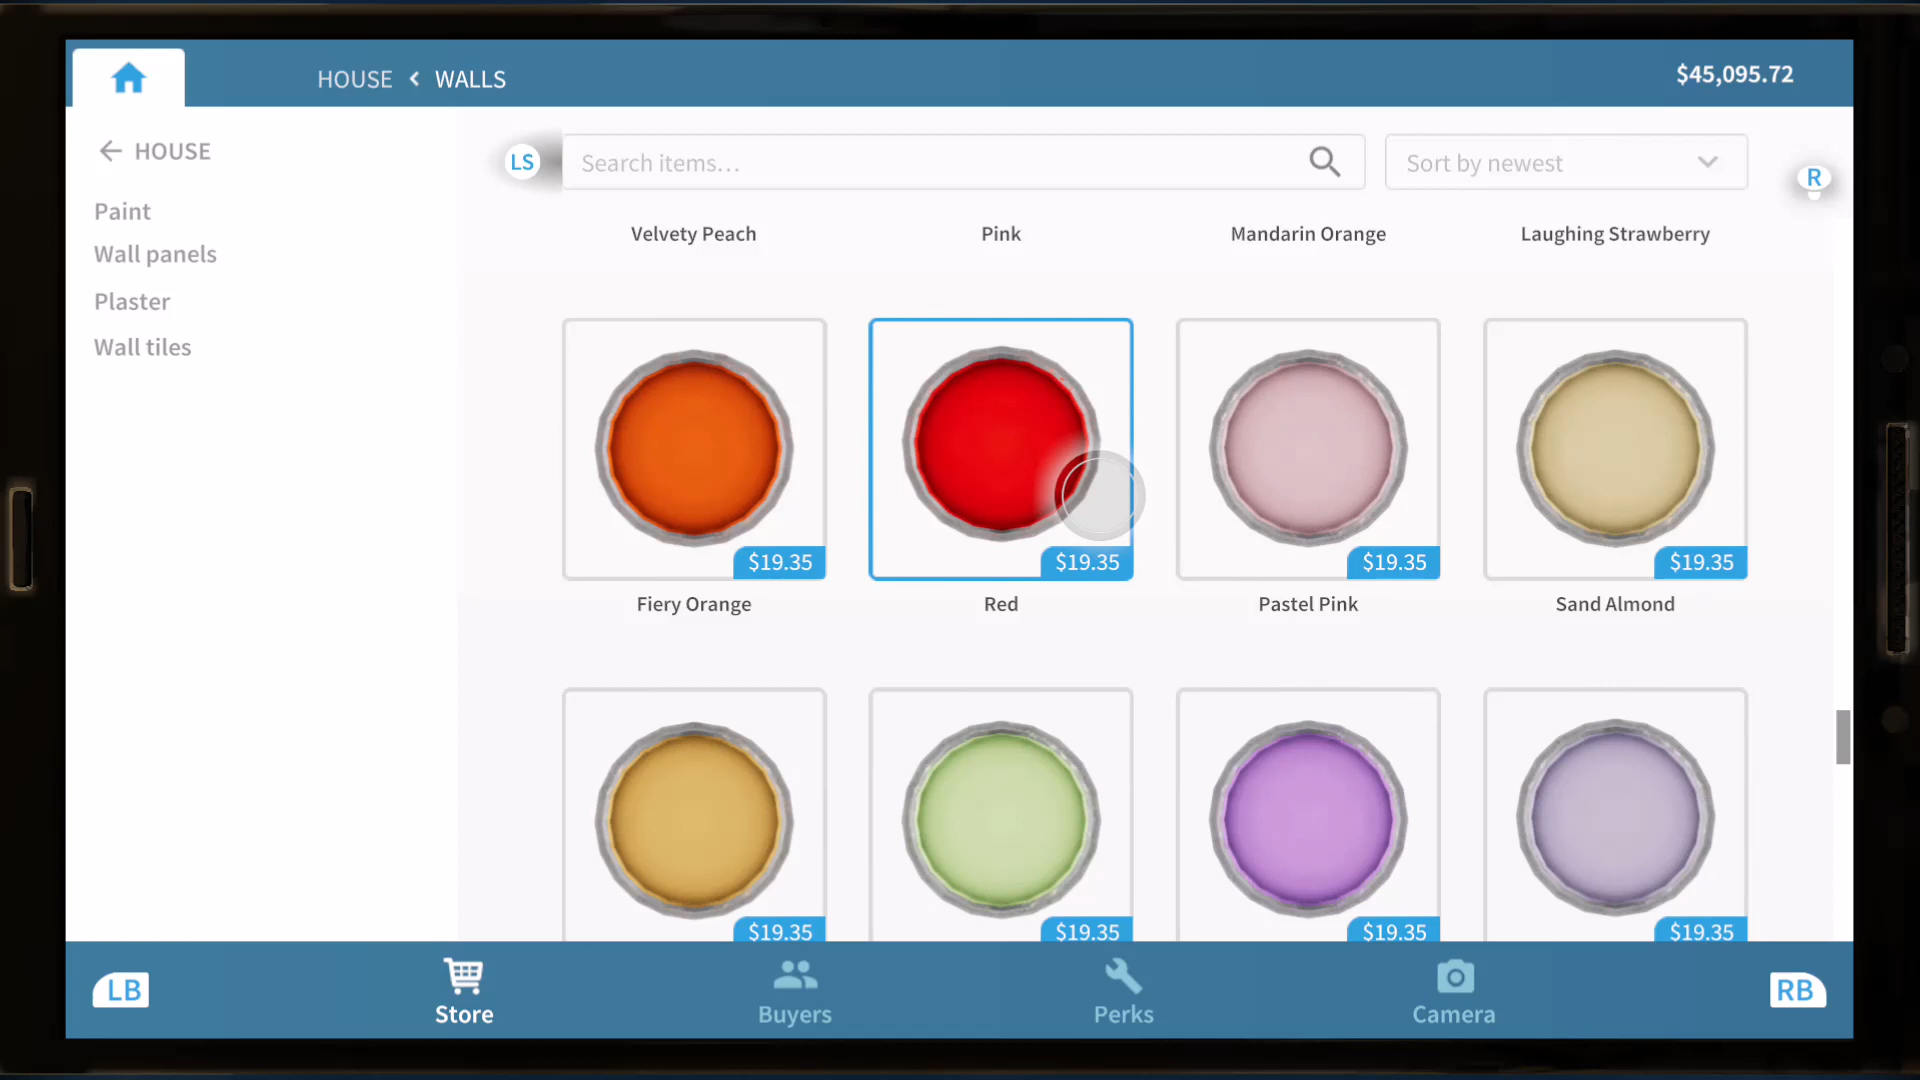 HOUSE < WALLS
$45,095.72
HOUSE
LS
Search items...
Sort by newest
R
Paint
Wall panels
Plaster
Wall tiles
Velvety Peach
Pink
Mandarin Orange
Laughing Strawberry
$19.35
$19.35
$19.35
$19.35
Fiery Orange
Red
Pastel Pink
Sand Almond
$19.35
$19.35
$19.35
$19.35
LB
Store
Buyers
Perks
Camera
RB